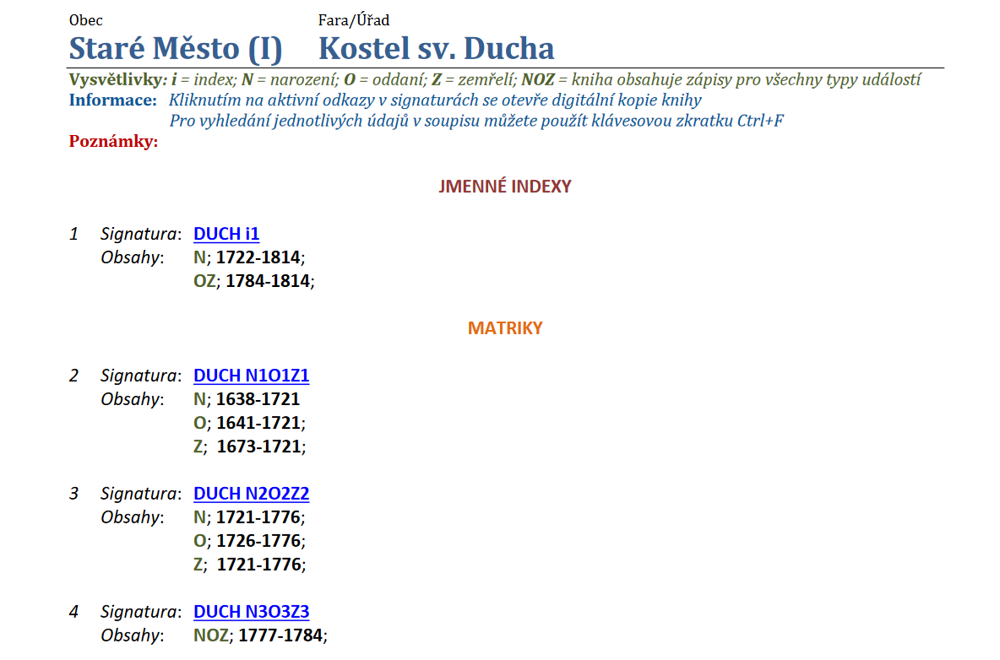 Obec Fara/Úřad
Staré Město (I) Kostel sv. Ducha
Vysvětlivky: i = index; N = narození; O = oddaní; Z = zemřelí; NOZ = kniha obsahuje zápisy pro všechny typy událostí
Informace: Kliknutím na aktivní odkazy v signaturách se otevře digitální kopie knihy
Pro vyhledání jednotlivých údajů v soupisu můžete použít klávesovou zkratku Ctrl+F
Poznámky:
JMENNÉ INDEXY
1 Signatura: DUCH i1
Obsahy: N; 1722-1814;
OZ; 1784-1814;
MATRIKY
2 Signatura: DUCH N1O1Z1
Obsahy: N; 1638-1721
O; 1641-1721;
Z; 1673-1721;
3 Signatura: DUCH N2O2Z2
Obsahy: N; 1721-1776;
O; 1726-1776;
Z; 1721-1776;
4 Signatura: DUCH N3O3Z3
Obsahy: NOZ; 1777-1784;